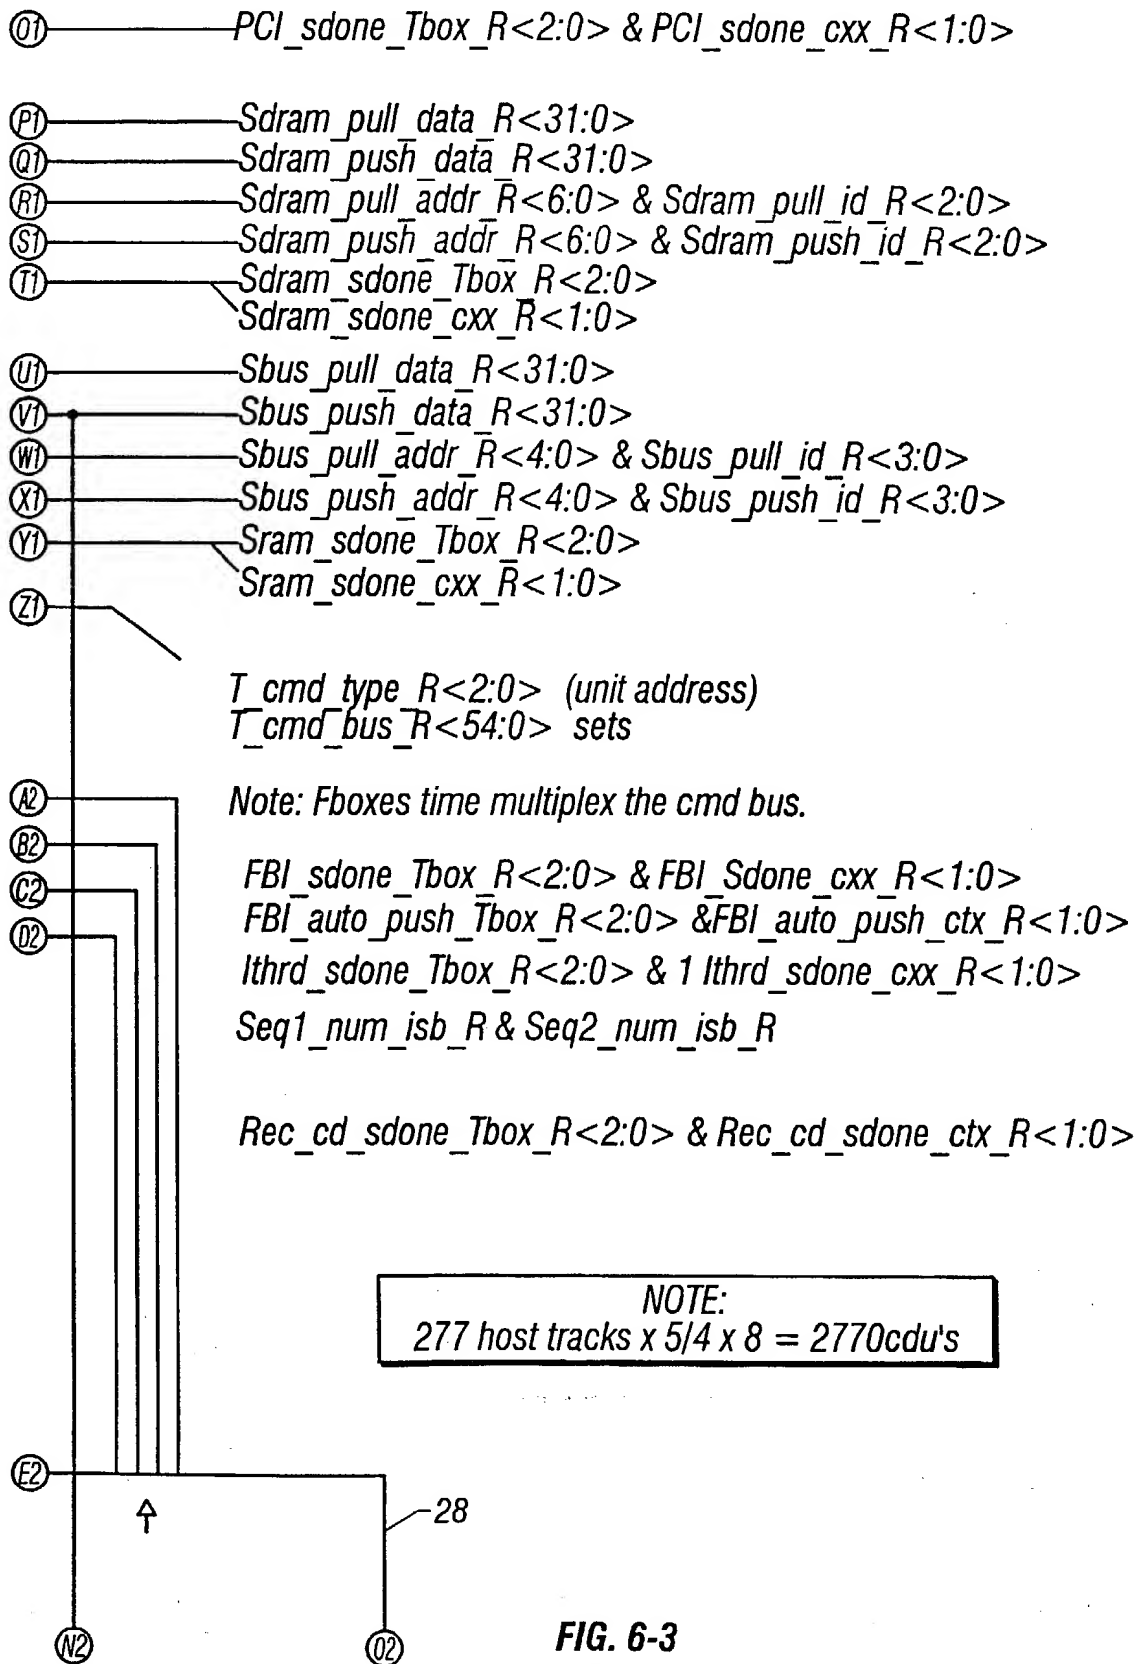 O1 PCI_sdone_Tbox_R<2:0> & PCI_sdone_cxx_R<1:0>
P1 Sdram_pull_data_R<31:0>
Q1 Sdram_push_data_R<31:0>
R1 Sdram_pull_addr_R<6:0> & Sdram_pull_id_R<2:0>
S1 Sdram_push_addr_R<6:0> & Sdram_push_id_R<2:0>
T1 Sdram_sdone_Tbox_R<2:0>
Sdram_sdone_cxx_R<1:0>
U1 Sbus_pull_data_R<31:0>
V1 Sbus_push_data_R<31:0>
W1 Sbus_pull_addr_R<4:0> & Sbus_pull_id_R<3:0>
X1 Sbus_push_addr_R<4:0> & Sbus_push_id_R<3:0>
Y1 Sram_sdone_Tbox_R<2:0>
Sram_sdone_cxx_R<1:0>
Z1
T_cmd_type_R<2:0> (unit address)
T_cmd_bus_R<54:0> sets
A2 Note: Fboxes time multiplex the cmd bus.
B2
FBI_sdone_Tbox_R<2:0> & FBI_Sdone_cxx_R<1:0>
C2
FBI_auto_push_Tbox_R<2:0> &FBI_auto_push_ctx_R<1:0>
D2
Ithrd_sdone_Tbox_R<2:0> & 1 Ithrd_sdone_cxx_R<1:0>
Seq1_num_isb_R & Seq2_num_isb_R
Rec_cd_sdone_Tbox_R<2:0> & Rec_cd_sdone_ctx_R<1:0>
NOTE:
277 host tracks x 5/4 x 8 = 2770cdu's
E2
28
N2
O2
FIG. 6-3